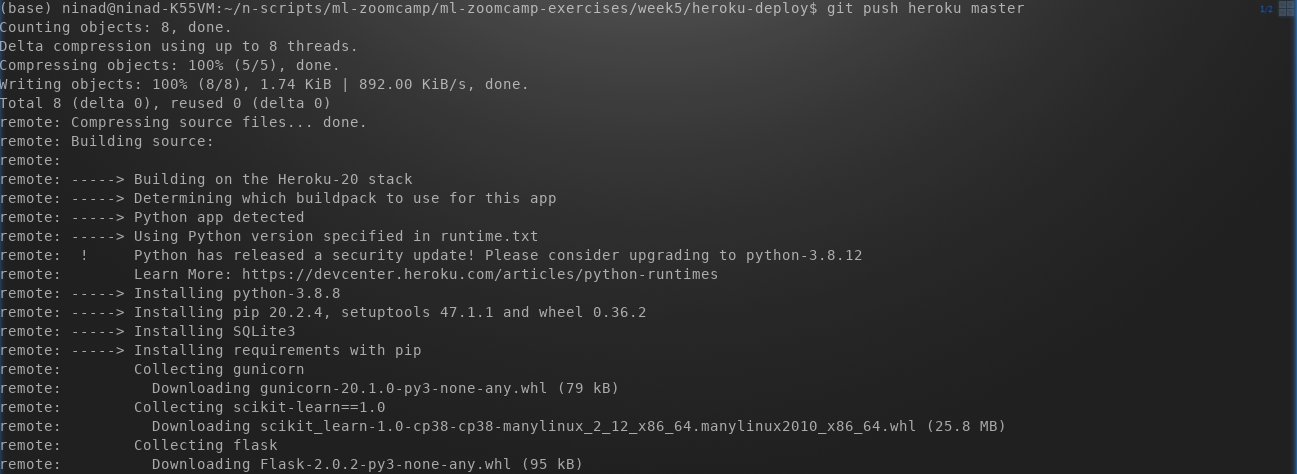 (base) ninad@ninad-K55VM:~/n-scripts/ml-zoomcamp/ml-zoomcamp-exercises/week5/heroku-deploy$ git push heroku master
1/2
Counting objects: 8, done.
Delta compression using up to 8 threads.
Compressing objects: 100% (5/5), done.
Writing objects: 100% (8/8), 1.74 KiB | 892.00 KiB/s, done.
Total 8 (delta 0), reused 0 (delta 0)
remote: Compressing source files... done.
remote: Building source:
remote:
remote: -----> Building on the Heroku-20 stack
remote: -----> Determining which buildpack to use for this app
remote: -----> Python app detected
remote: -----> Using Python version specified in runtime.txt
remote:  !     Python has released a security update! Please consider upgrading to python-3.8.12
remote:        Learn More: https://devcenter.heroku.com/articles/python-runtimes
remote: -----> Installing python-3.8.8
remote: -----> Installing pip 20.2.4, setuptools 47.1.1 and wheel 0.36.2
remote: -----> Installing SQLite3
remote: -----> Installing requirements with pip
remote:        Collecting gunicorn
remote:          Downloading gunicorn-20.1.0-py3-none-any.whl (79 kB)
remote:        Collecting scikit-learn==1.0
remote:          Downloading scikit_learn-1.0-cp38-cp38-manylinux_2_12_x86_64.manylinux2010_x86_64.whl (25.8 MB)
remote:        Collecting flask
remote:          Downloading Flask-2.0.2-py3-none-any.whl (95 kB)